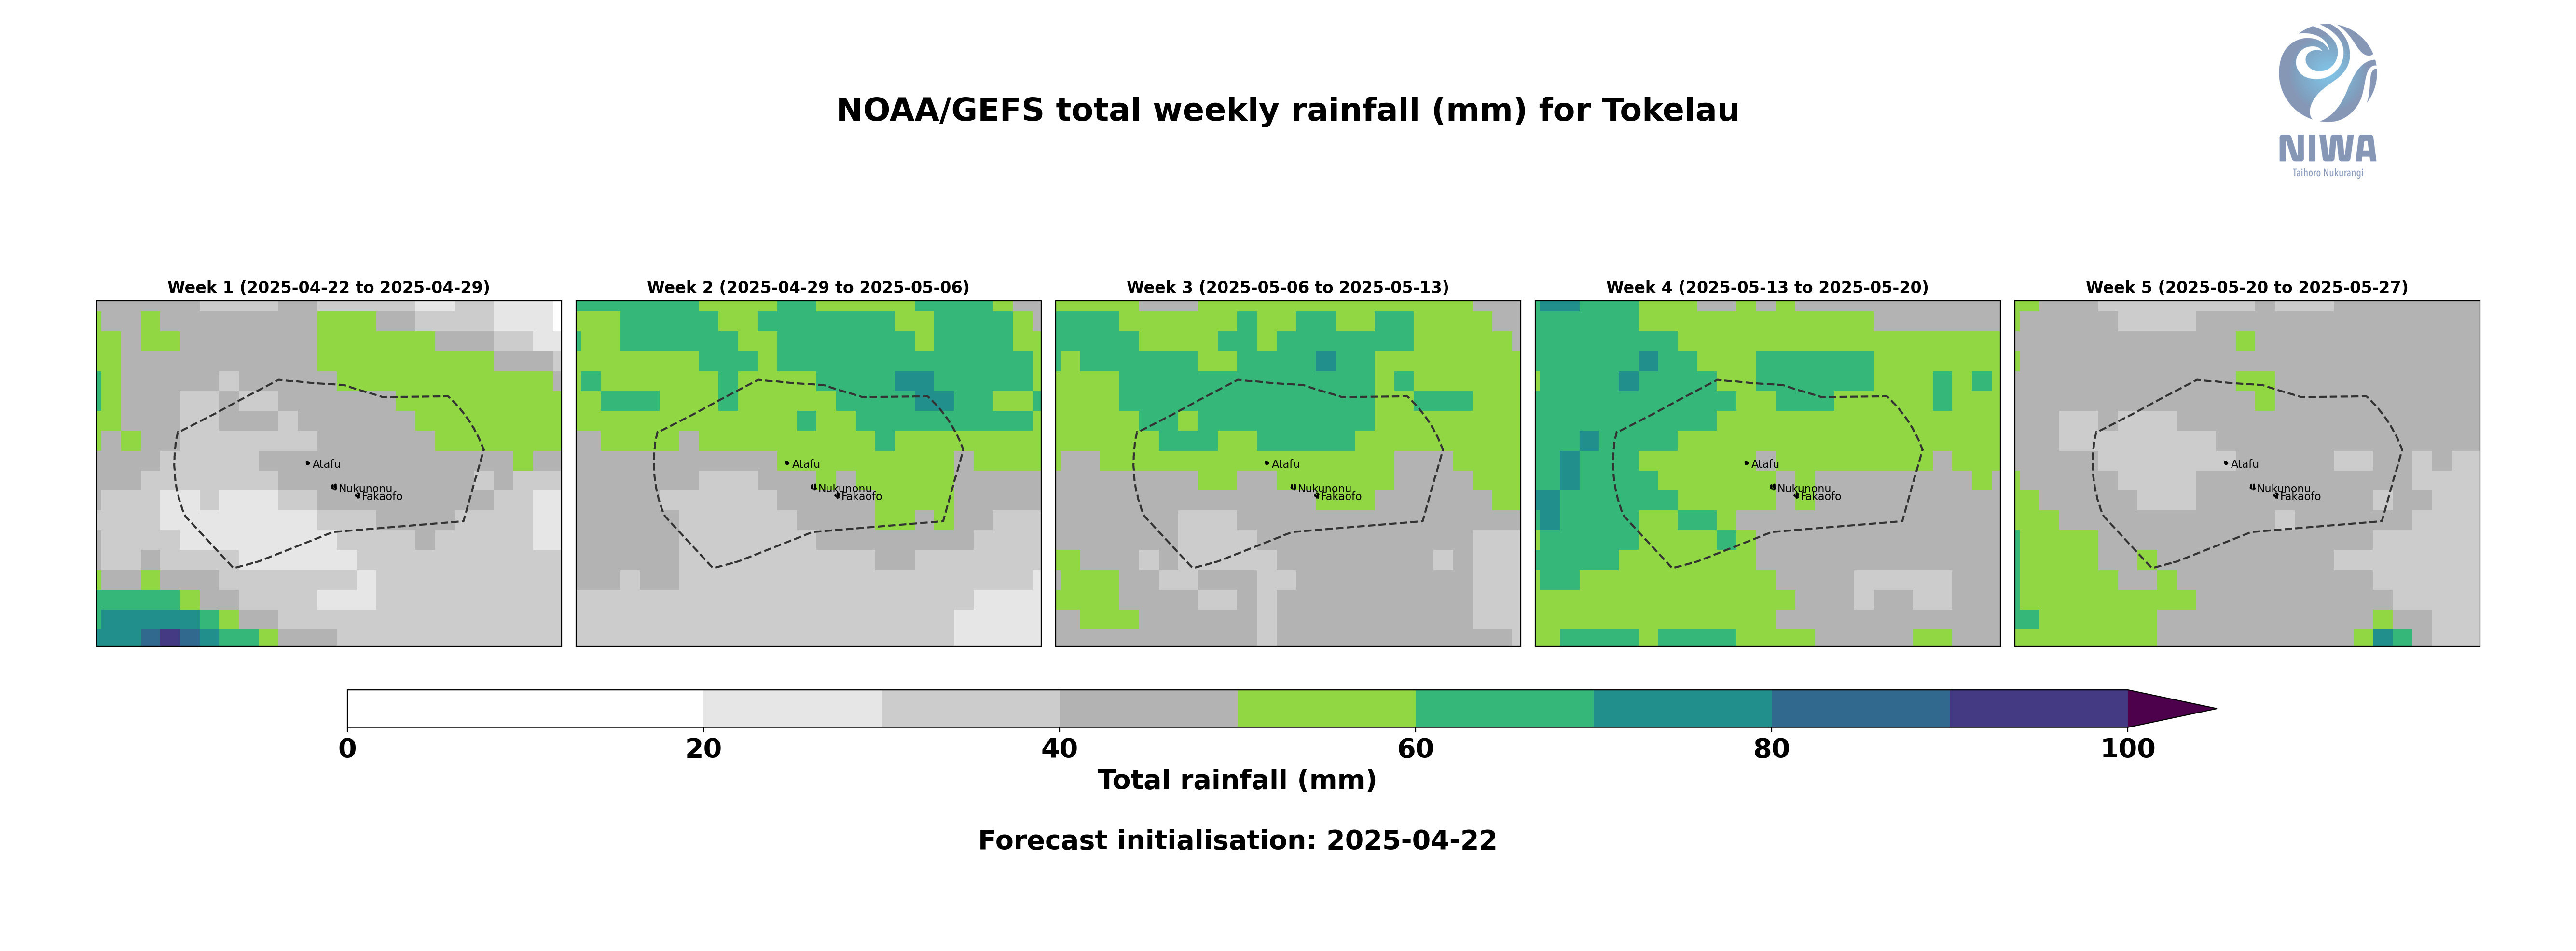 NOAA/GEFS total weekly rainfall (mm) for Tokelau
NIWA
Taihoro Nukurangi
Week 1 (2025-04-22 to 2025-04-29)
Week 2 (2025-04-29 to 2025-05-06)
Week 3 (2025-05-06 to 2025-05-13)
Week 4 (2025-05-13 to 2025-05-20)
Week 5 (2025-05-20 to 2025-05-27)
Atafu
Nukunonu
Fakaofo
Atafu
Nukunonu
Fakaofo
Atafu
Nukunonu
Fakaofo
Atafu
Nukunonu
Fakaofo
Atafu
Nukunonu
Fakaofo
0 20 40 60 80 100
Total rainfall (mm)
Forecast initialisation: 2025-04-22